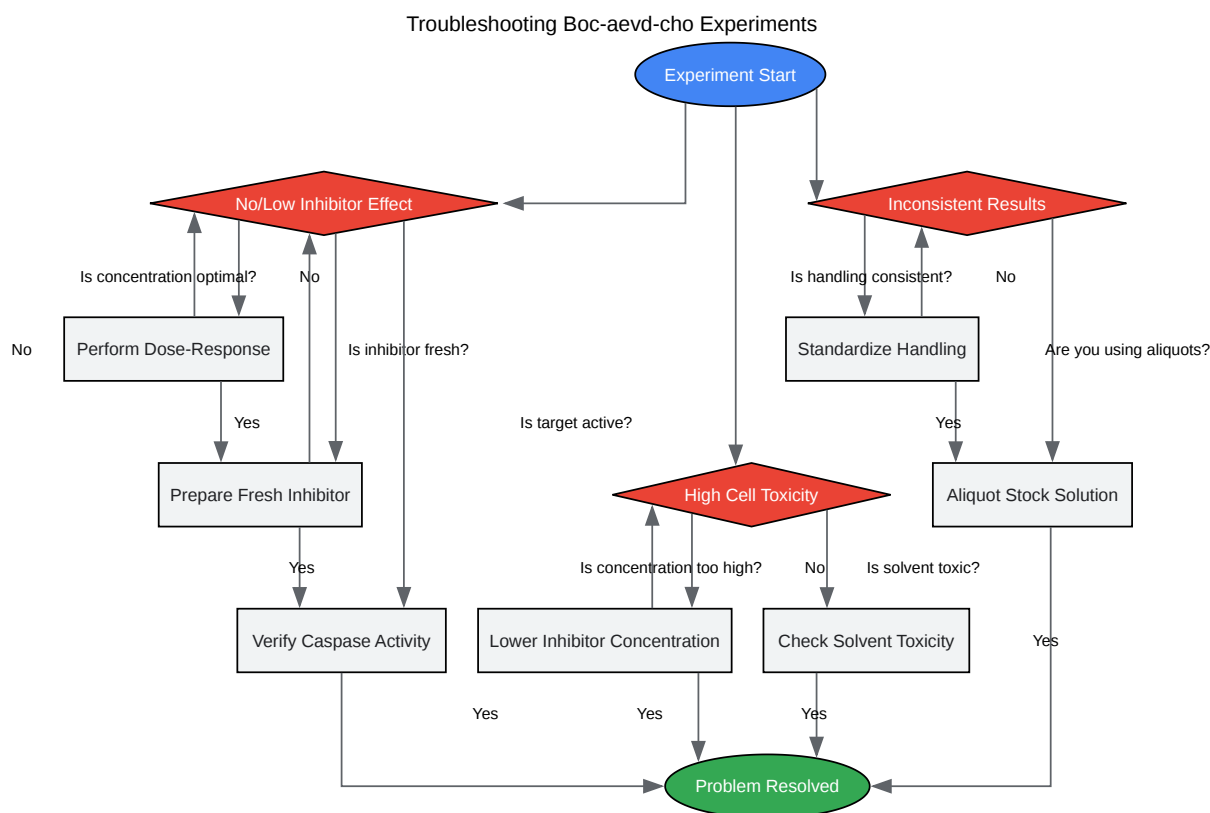 Troubleshooting Boc-aevd-cho Experiments
Experiment Start
No/Low Inhibitor Effect
Inconsistent Results
Is concentration optimal?
No
Is handling consistent?
No
No
Perform Dose-Response
Is inhibitor fresh?
Standardize Handling
Are you using aliquots?
Yes
Is target active?
Yes
Prepare Fresh Inhibitor
High Cell Toxicity
Aliquot Stock Solution
Yes
Is concentration too high?
No
Is solvent toxic?
Verify Caspase Activity
Lower Inhibitor Concentration
Check Solvent Toxicity
Yes
Yes
Yes
Yes
Problem Resolved